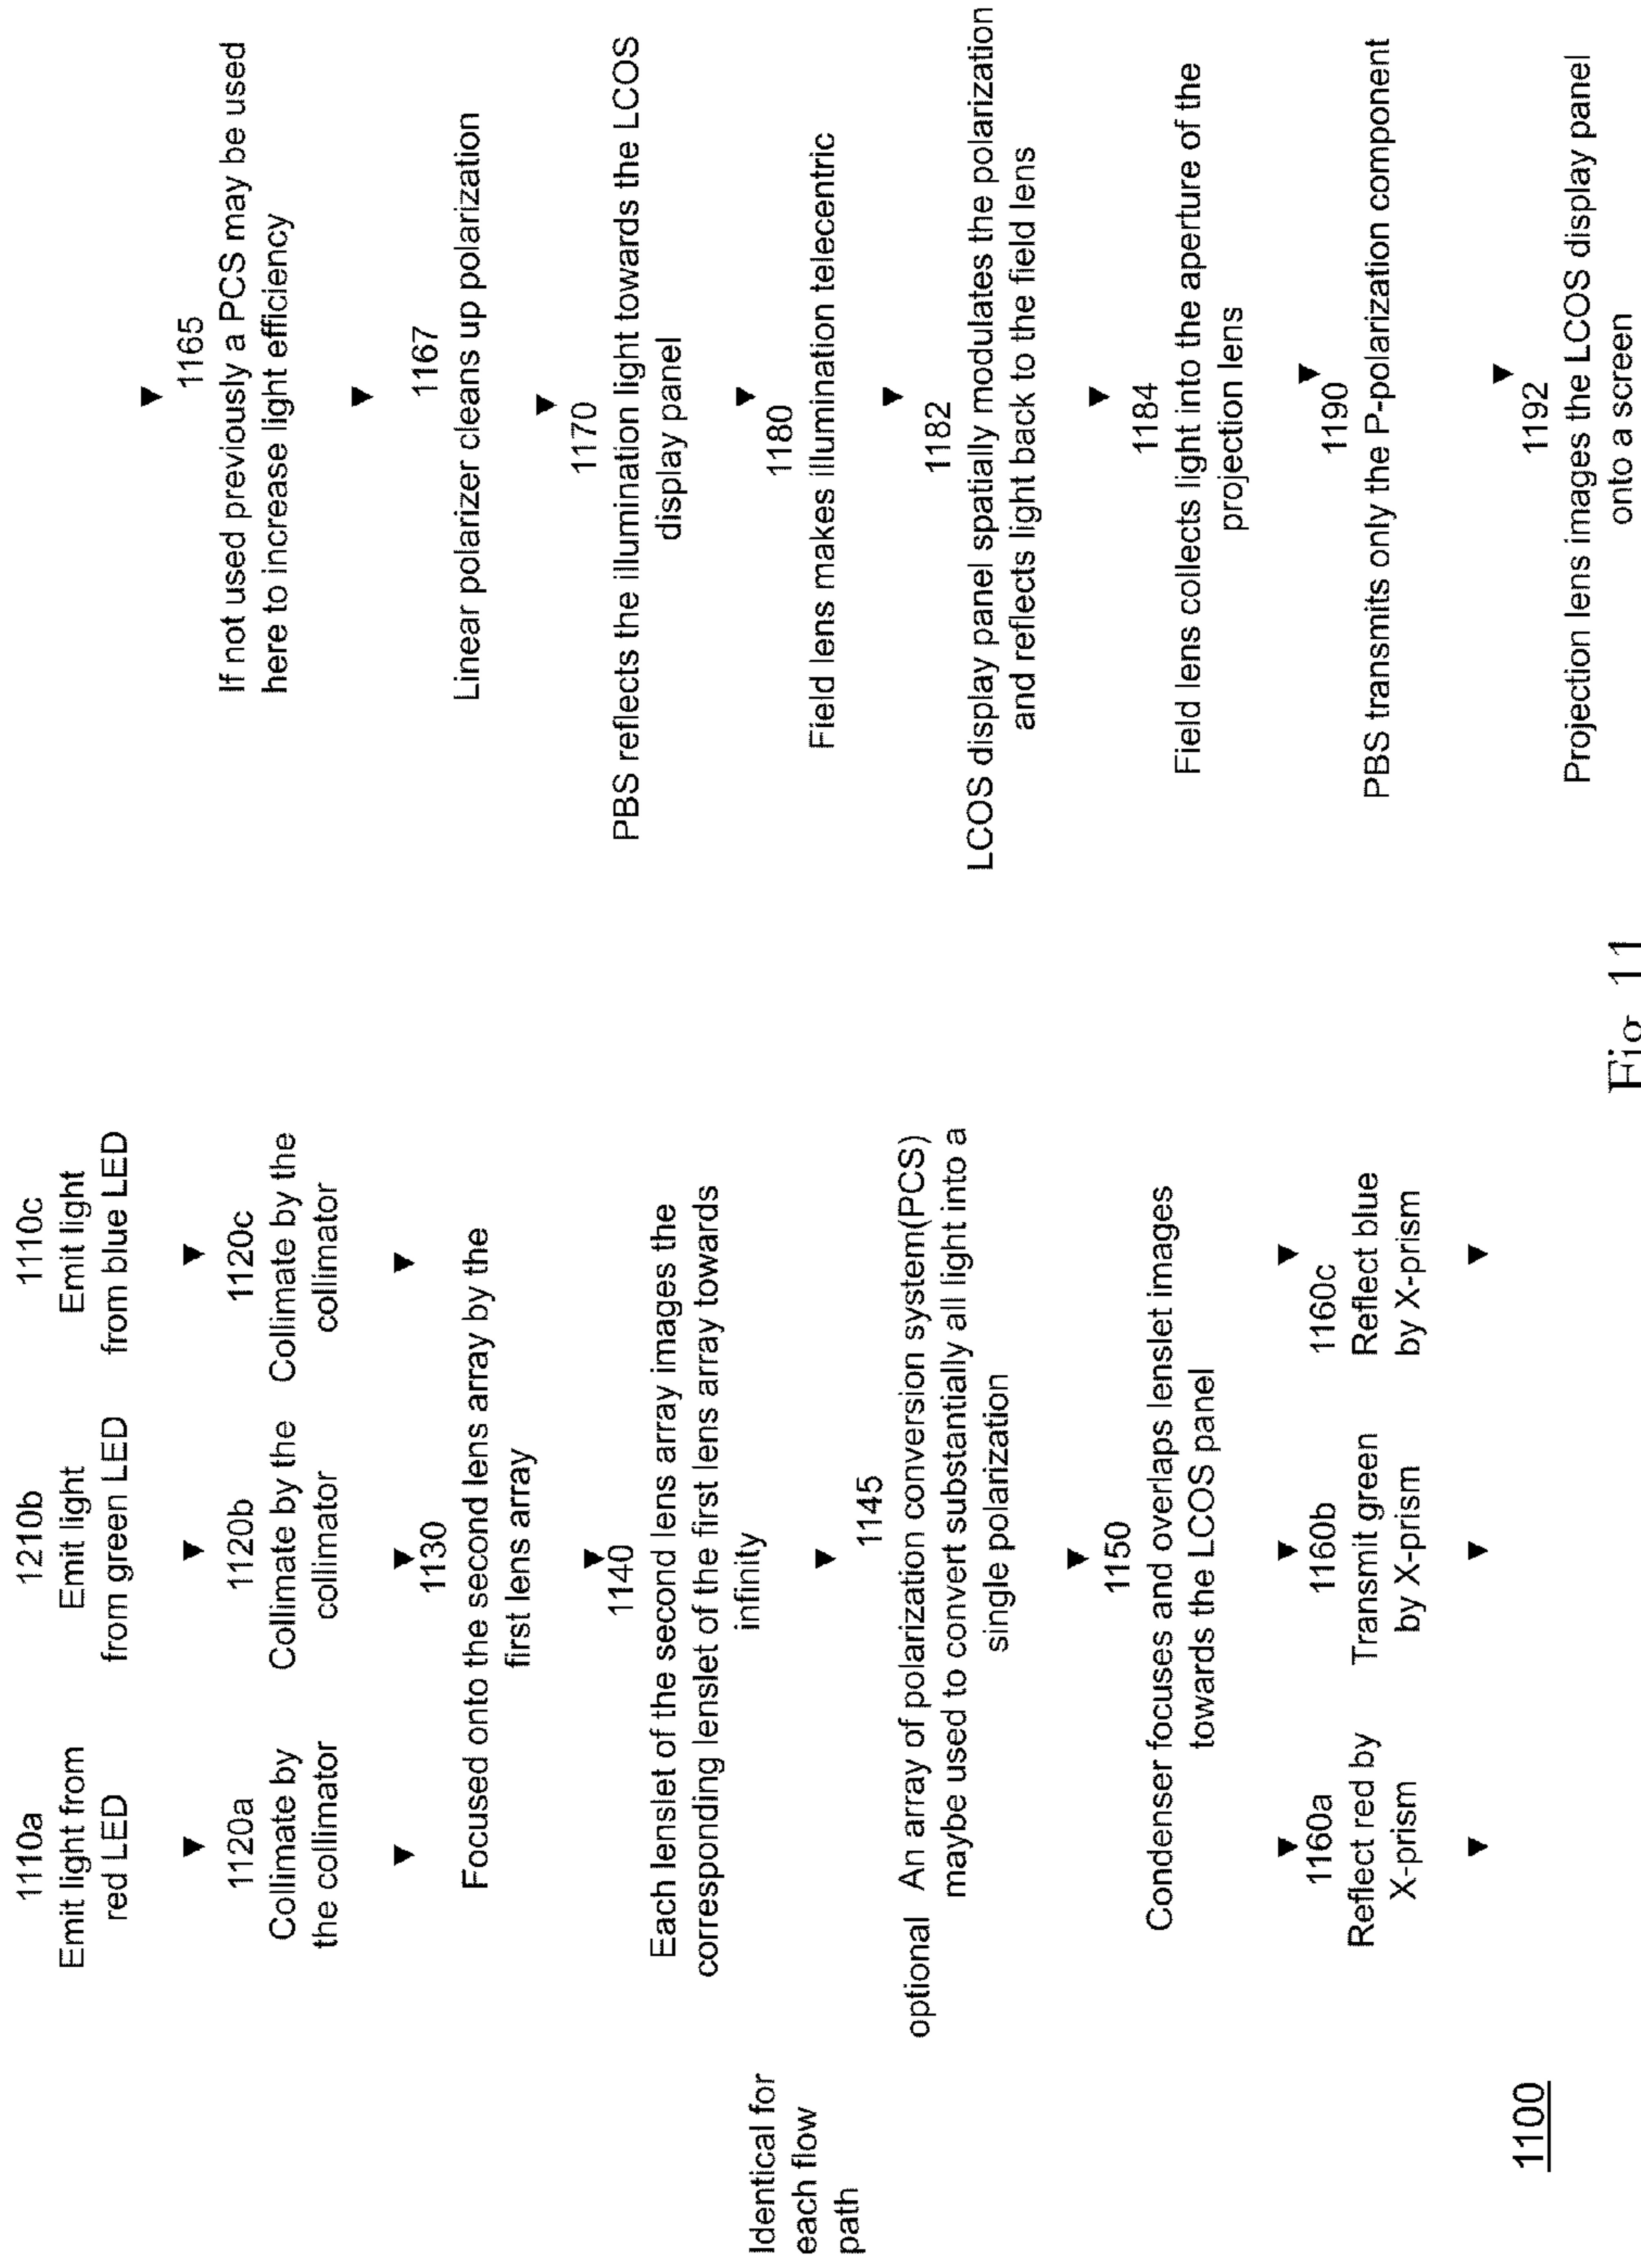 1110a
Emit light from
red LED
1210b
Emit light
from green LED
1110c
Emit light
from blue LED
1120a
Collimate by
the collimator
1120b
Collimate by the
collimator
1120c
Collimate by the
collimator
1130
Focused onto the second lens array by the
first lens array
1140
Each lenslet of the second lens array images the
corresponding lenslet of the first lens array towards
infinity
Identical for
each flow
path
1145
optional An array of polarization conversion system(PCS)
maybe used to convert substantially all light into a
single polarization
1150
Condenser focuses and overlaps lenslet images
towards the LCOS panel
1160a
Reflect red by
X-prism
1160b
Transmit green
by X-prism
1160c
Reflect blue
by X-prism
1100
1165
If not used previously a PCS may be used
here to increase light efficiency
1167
Linear polarizer cleans up polarization
1170
PBS reflects the illumination light towards the LCOS
display panel
1180
Field lens makes illumination telecentric
1182
LCOS display panel spatially modulates the polarization
and reflects light back to the field lens
1184
Field lens collects light into the aperture of the
projection lens
1190
PBS transmits only the P-polarization component
1192
Projection lens images the LCOS display panel
onto a screen
Fig. 11